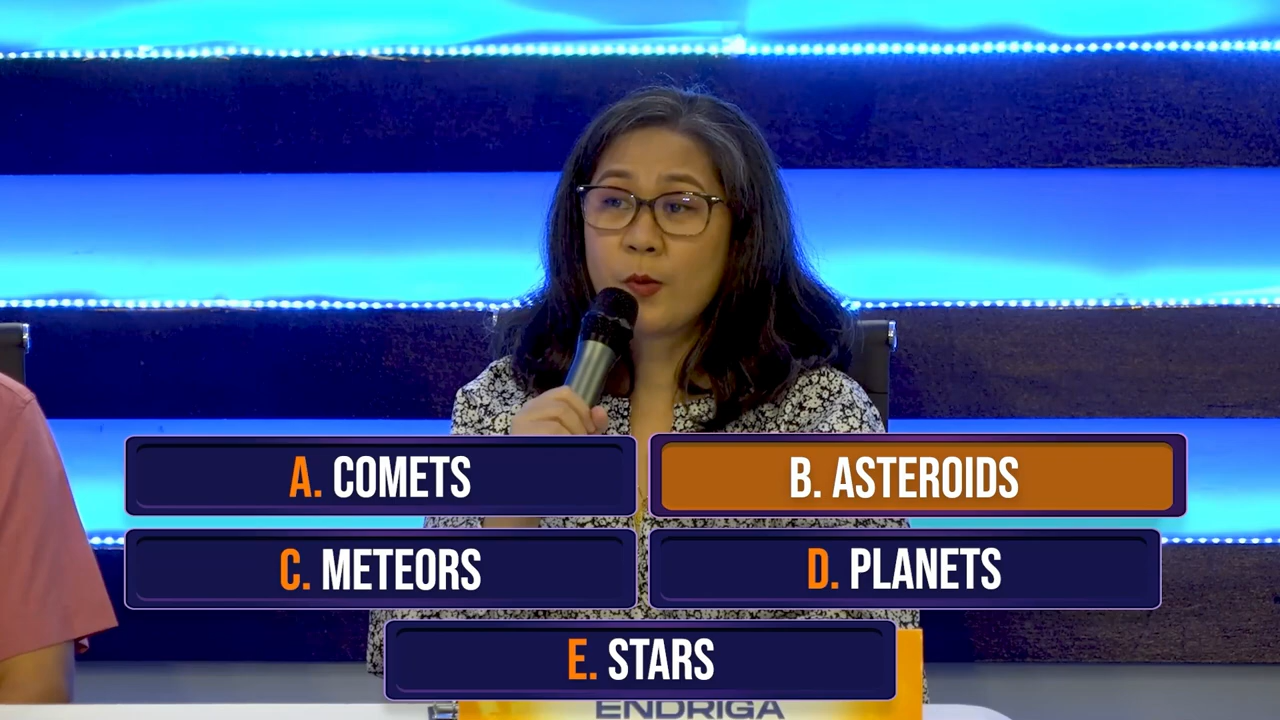 A. COMETS
B. ASTEROIDS
C. METEORS
D. PLANETS
E. STARS
ENDRIGA